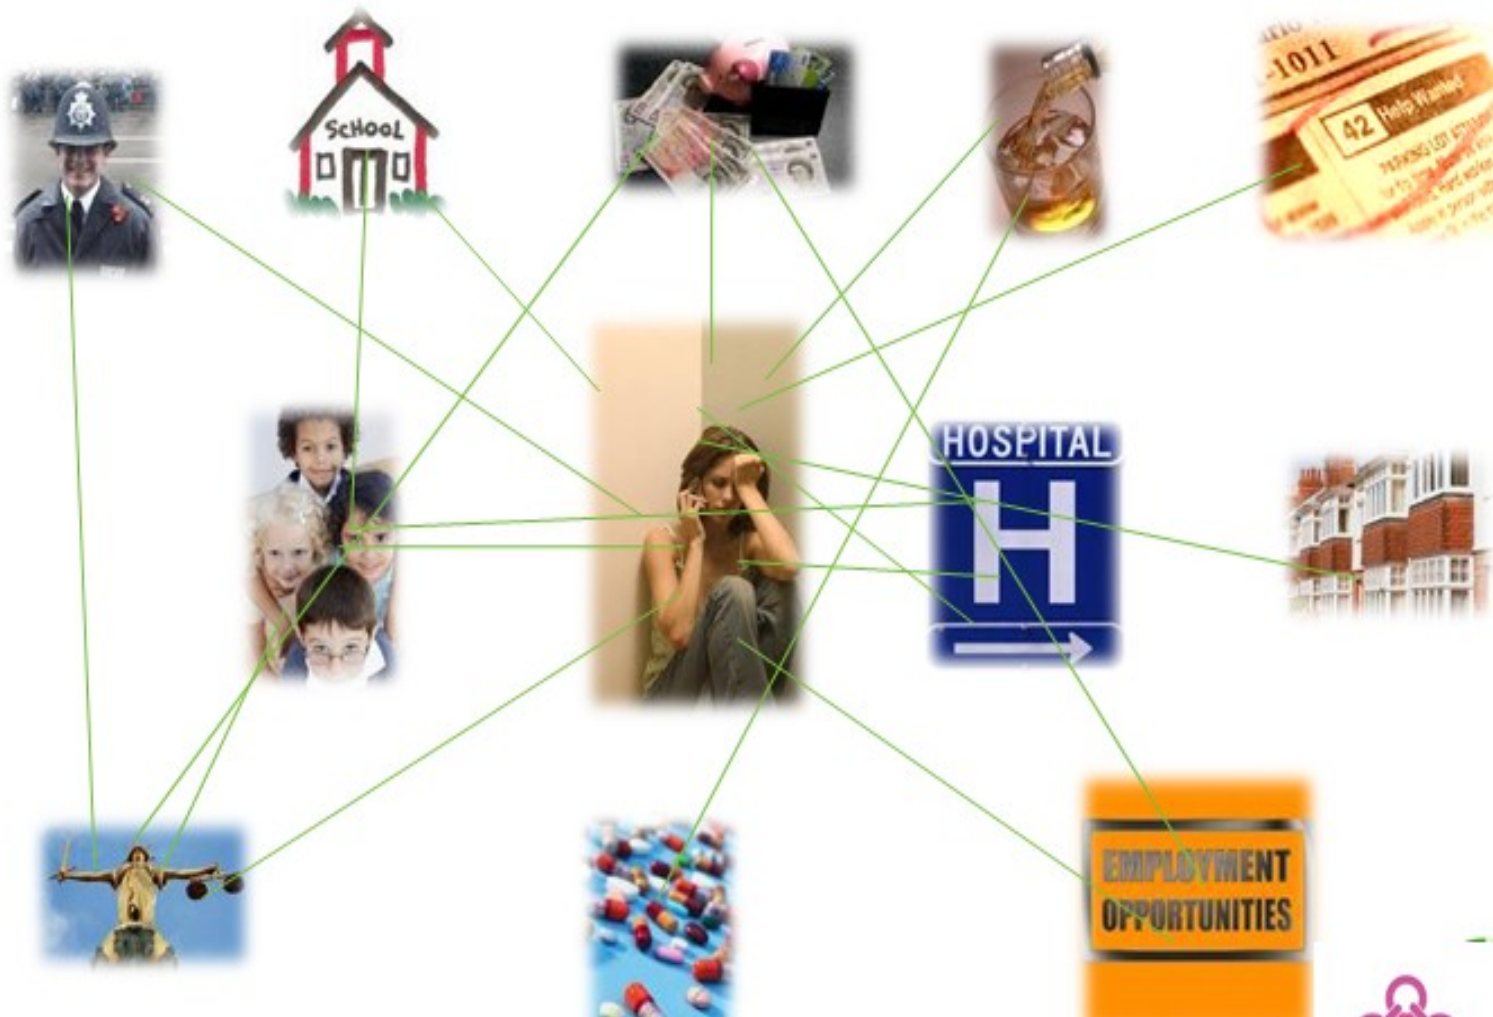 SCHOOL
-1011
42 Help Wanted
HOSPITAL
H
EMPLOYMENT
OPPORTUNITIES